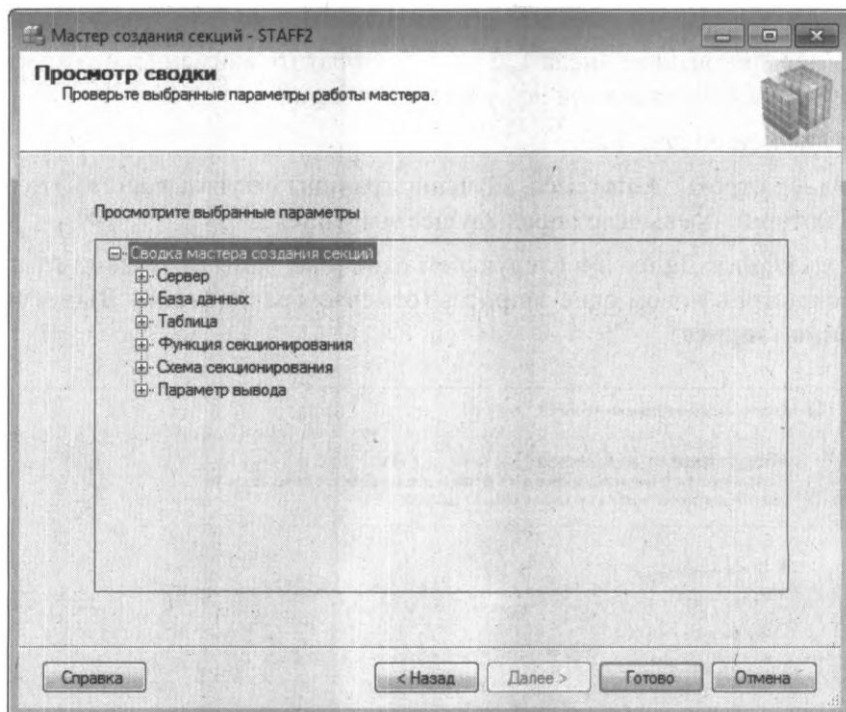 Мастер создания секций - STAFF2
Просмотр сводки
Проверьте выбранные параметры работы мастера.
Просмотрите выбранные параметры
Сводка мастера создания секций
Сервер
База данных
Таблица
Функция секционирования
Схема секционирования
Параметр вывода
Справка
< Назад
Далее >
Готово
Отмена